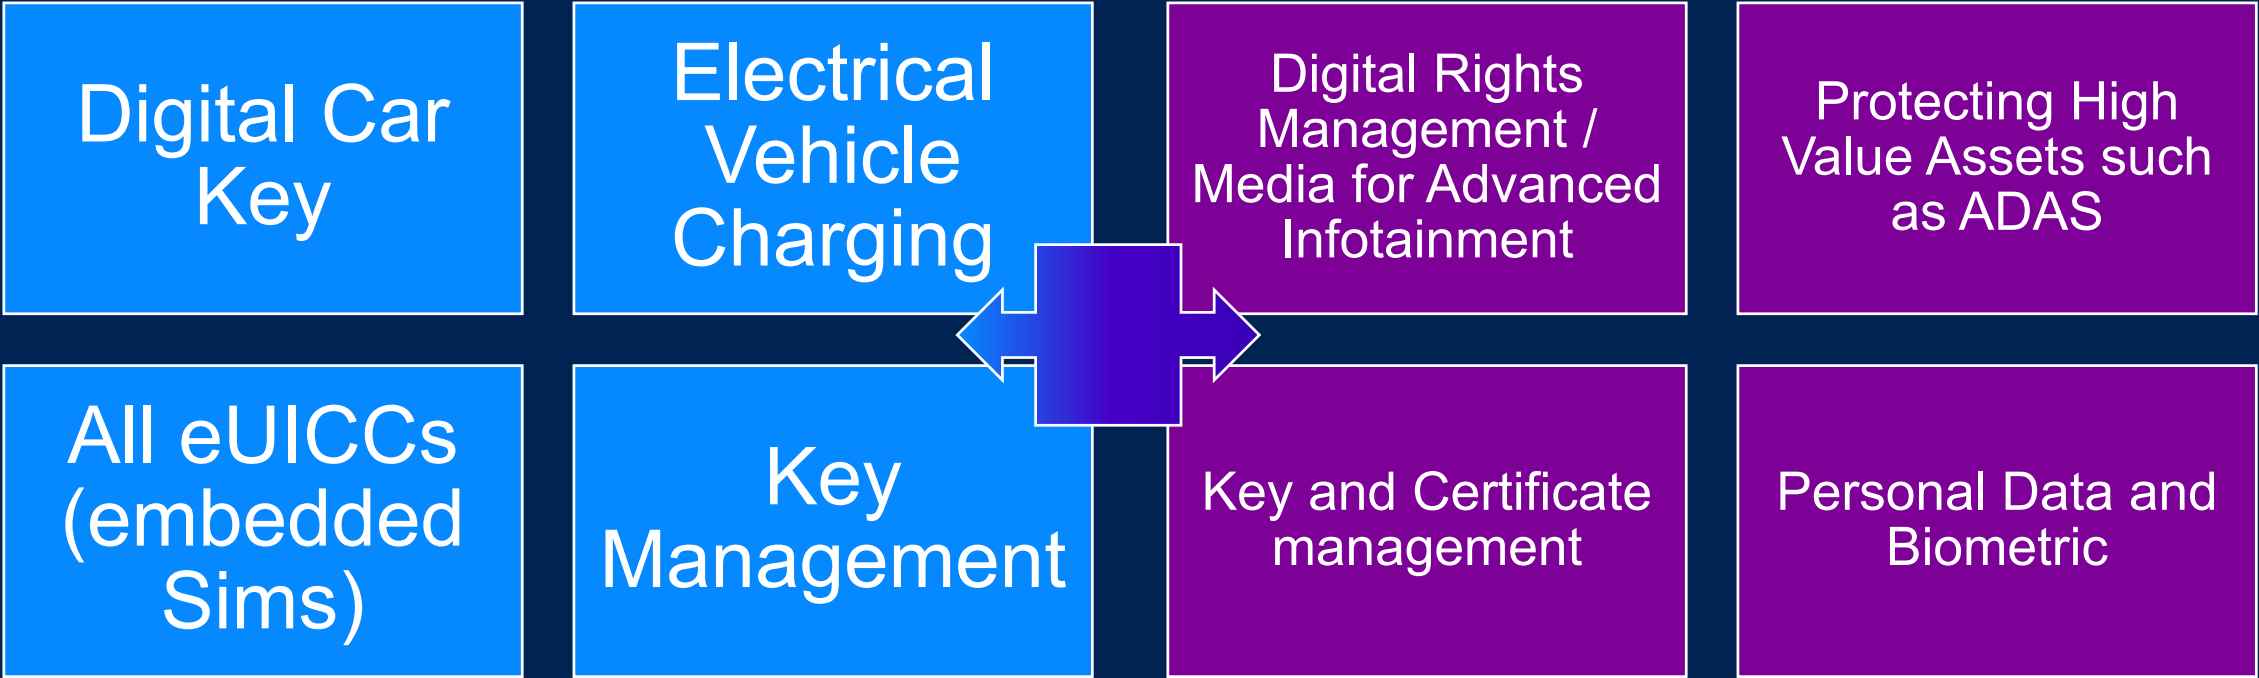 Digital Car
Key
Electrical
Vehicle
Charging
Digital Rights
Management /
Media for Advanced
Infotainment
Protecting High
Value Assets such
as ADAS
All eUICCs
(embedded
Sims)
Key
Management
Key and Certificate
management
Personal Data and
Biometric